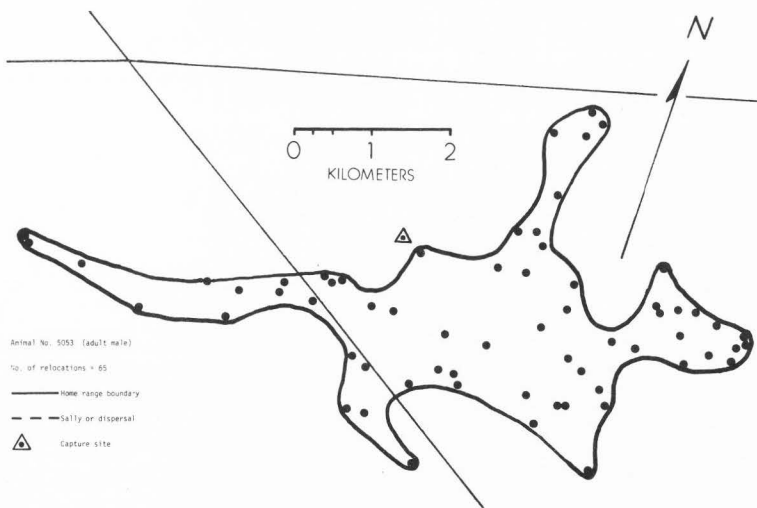 N
0 1 2
KILOMETERS
Animal No. 5053 (adult male)
No. of relocations = 65
Home range boundary
Sally or dispersal
Capture site